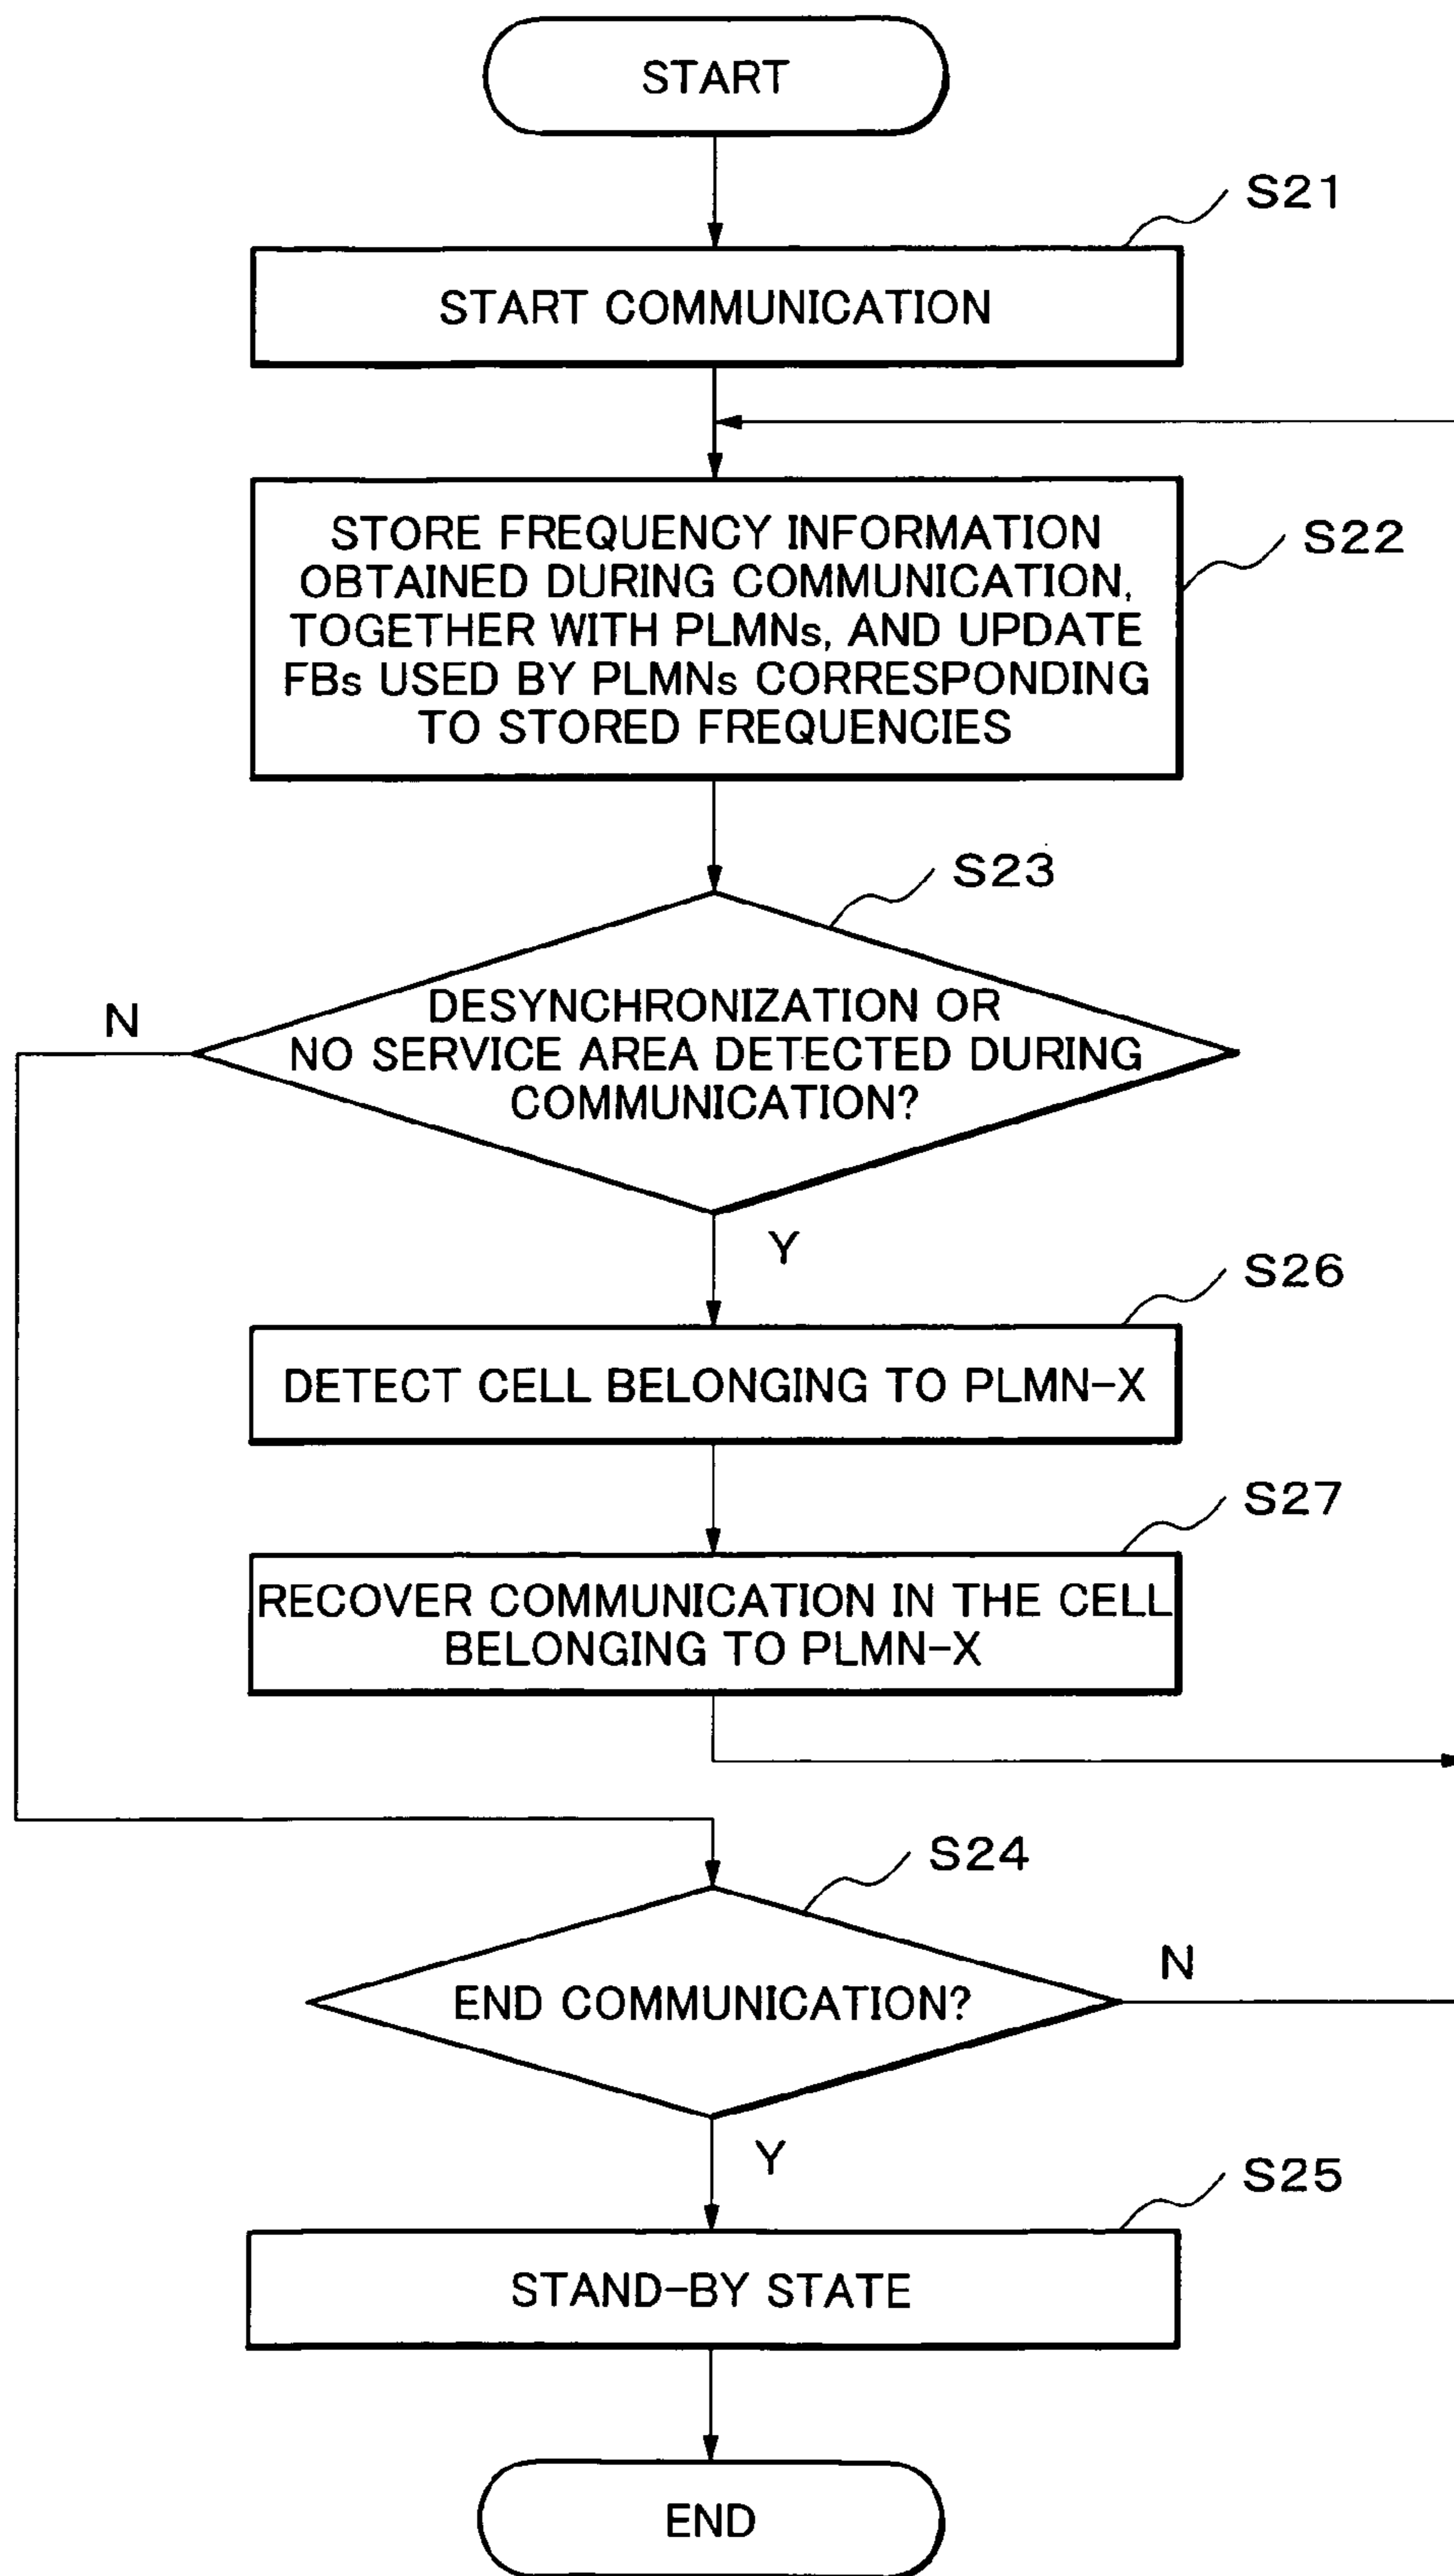 START
S21
START COMMUNICATION
S22
STORE FREQUENCY INFORMATION
OBTAINED DURING COMMUNICATION,
TOGETHER WITH PLMNs, AND UPDATE
FBs USED BY PLMNs CORRESPONDING
TO STORED FREQUENCIES
S23
N
DESYNCHRONIZATION OR
NO SERVICE AREA DETECTED DURING
COMMUNICATION?
Y
S26
DETECT CELL BELONGING TO PLMN-X
S27
RECOVER COMMUNICATION IN THE CELL
BELONGING TO PLMN-X
S24
N
END COMMUNICATION?
Y
S25
STAND-BY STATE
END